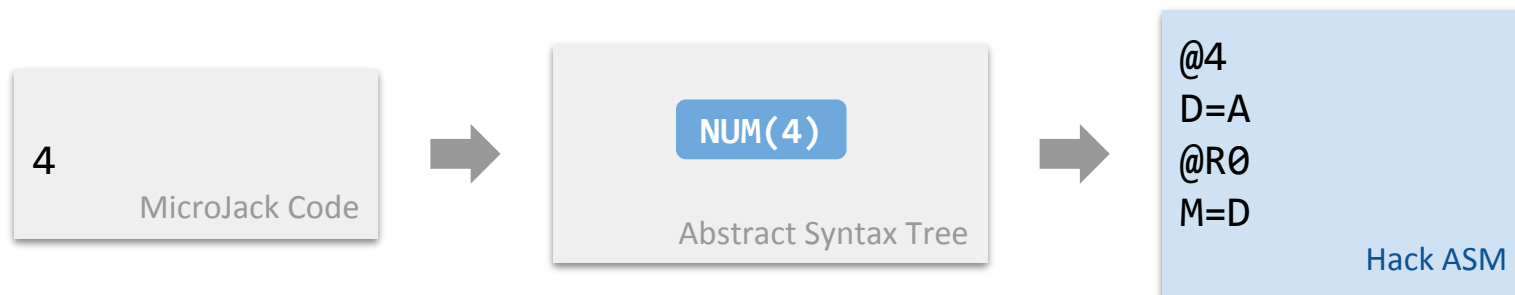 4
MicroJack Code
NUM(4)
Abstract Syntax Tree
@4
D=A
@R0
M=D
Hack ASM